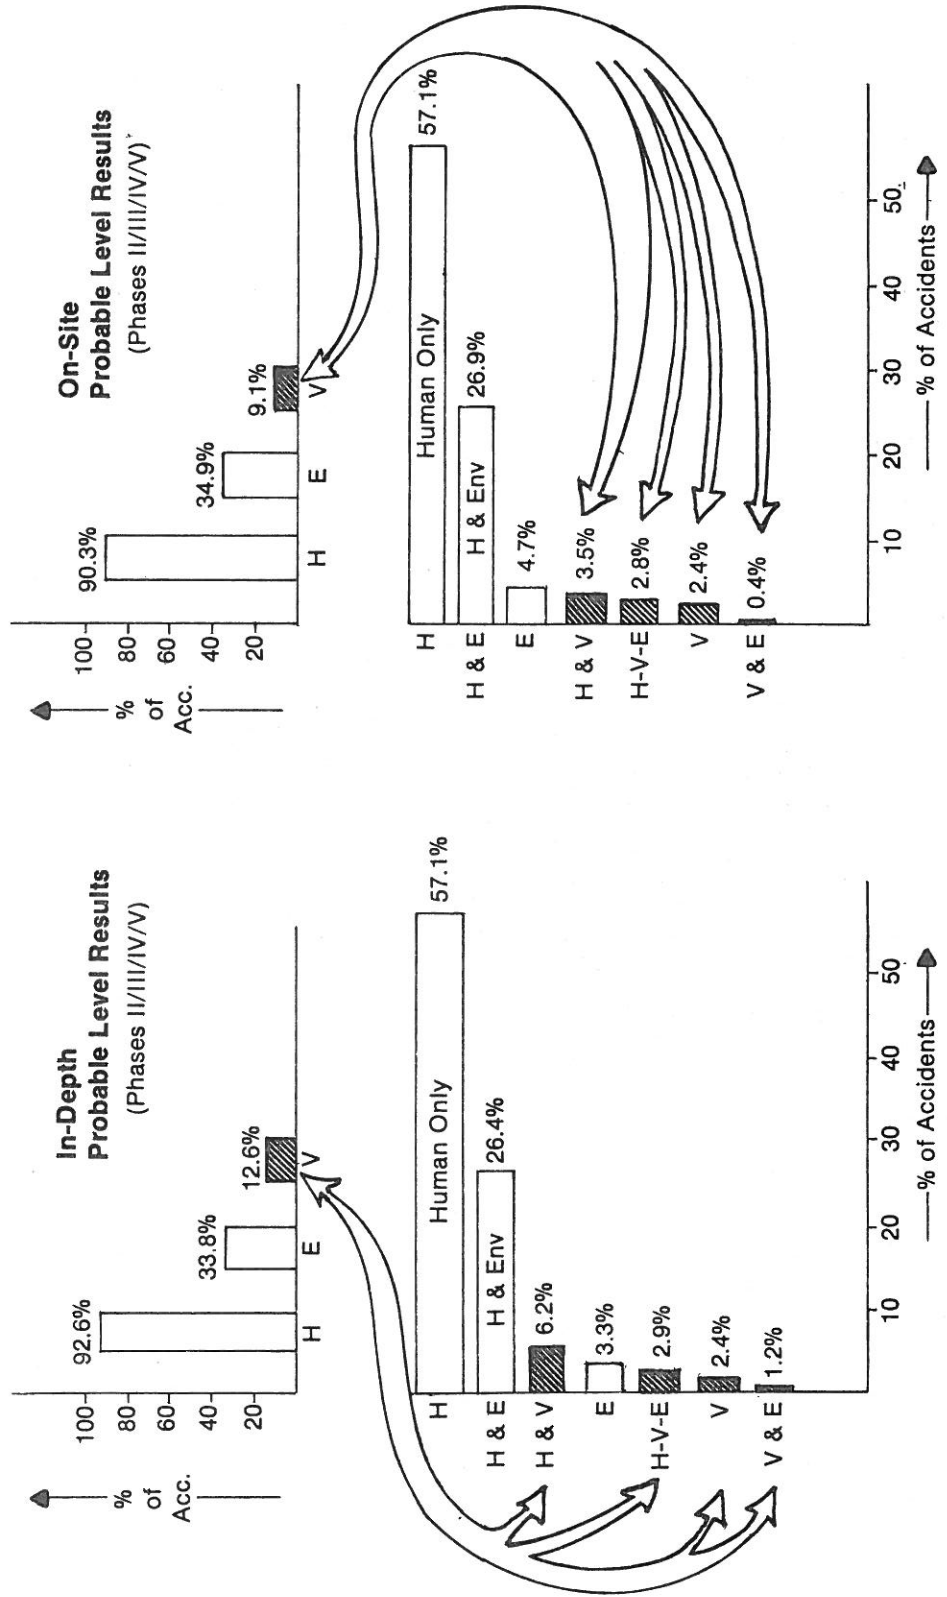 In-Depth
Probable Level Results
(Phases II/III/IV/V)
%
of
Acc.
100
80
60
40
20
92.6%
33.8%
12.6%
H
E
V
H
Human Only
57.1%
H & E
H & Env
26.4%
H & V
6.2%
E
3.3%
H-V-E
2.9%
V
2.4%
V & E
1.2%
10
20
30
40
50
% of Accidents
On-Site
Probable Level Results
(Phases II/III/IV/V)
%
of
Acc.
100
80
60
40
20
90.3%
34.9%
9.1%
H
E
V
H
Human Only
57.1%
H & E
H & Env
26.9%
E
4.7%
H & V
3.5%
H-V-E
2.8%
V
2.4%
V & E
0.4%
10
20
30
40
50
% of Accidents